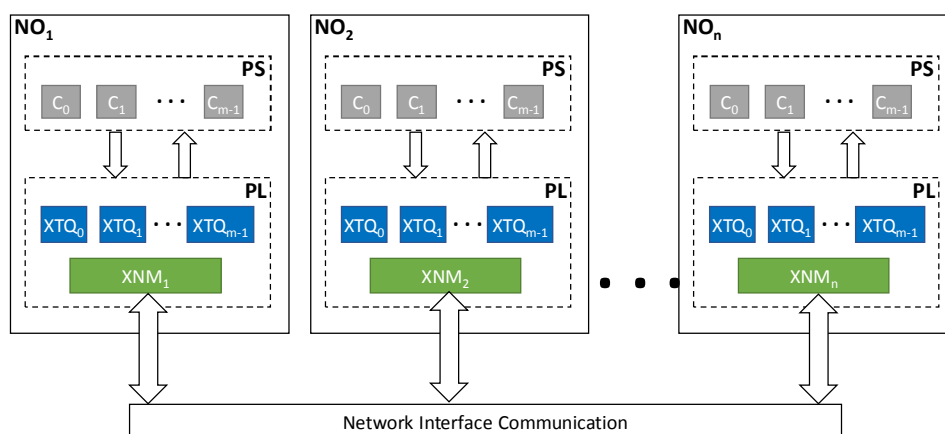 NO1 NO2 NOn
PS PS PS
C0 C1 ··· Cm-1 C0 C1 ··· Cm-1 C0 C1 ··· Cm-1
PL PL PL
XTQ0 XTQ1 ··· XTQm-1 XTQ0 XTQ1 ··· XTQm-1 XTQ0 XTQ1 ··· XTQm-1
XNM1 XNM2 ··· XNMn
Network Interface Communication